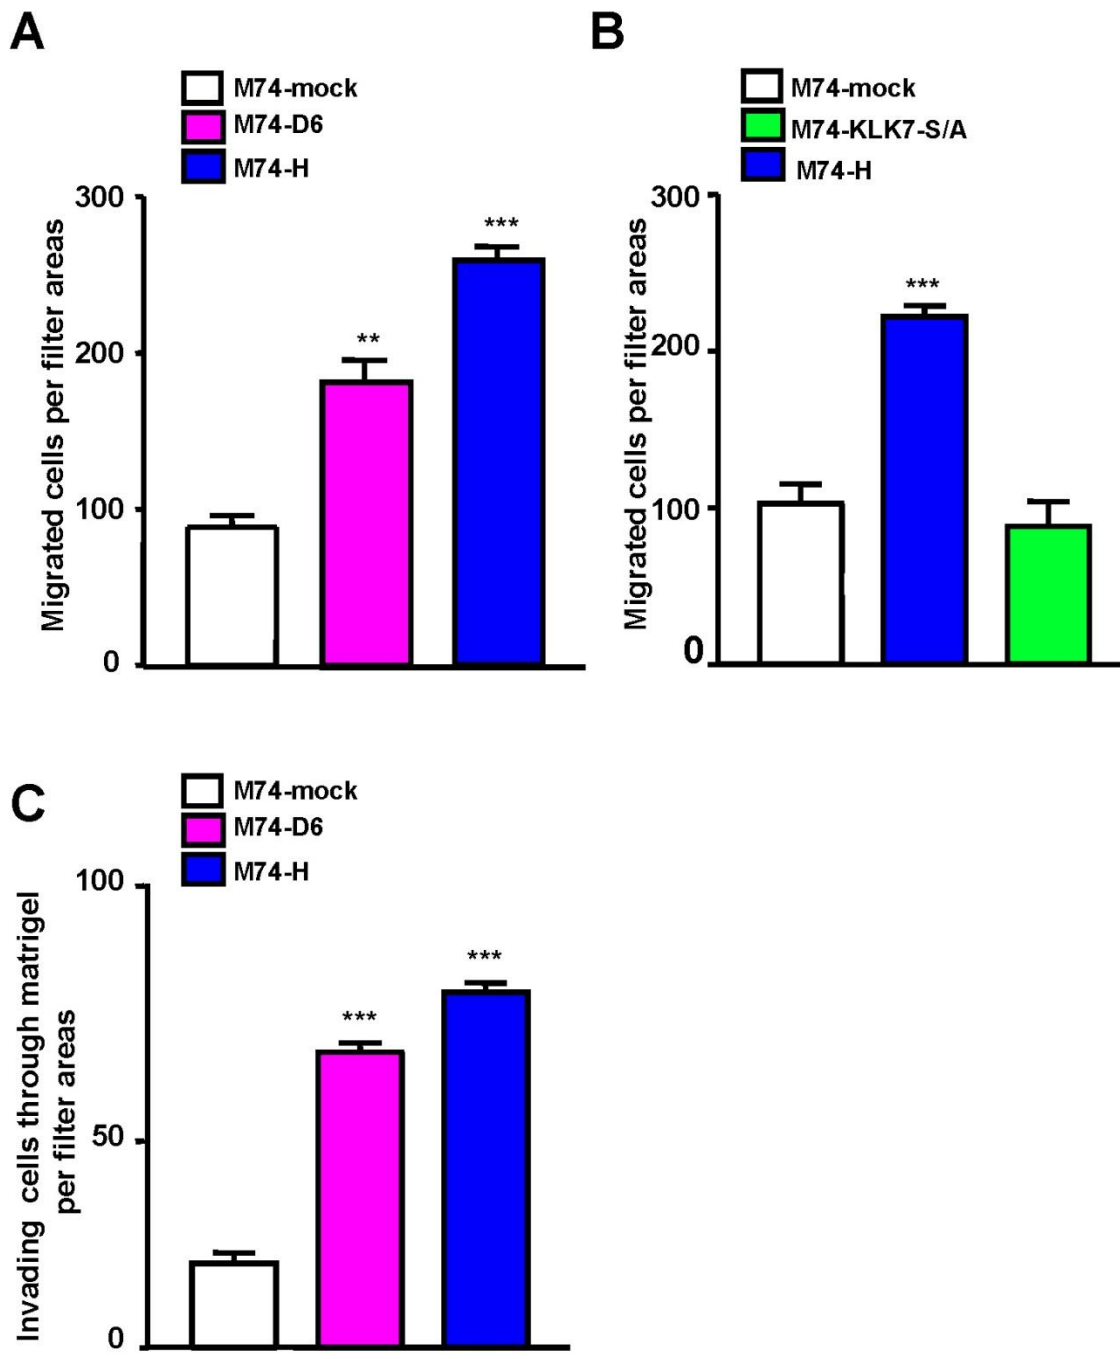 A
M74-mock
M74-D6
M74-H
Migrated cells per filter areas
300
200
100
0
***
**
B
M74-mock
M74-KLK7-S/A
M74-H
Migrated cells per filter areas
300
200
100
0
***
C
M74-mock
M74-D6
M74-H
Invading cells through matrigel
per filter areas
100
50
0
***
***